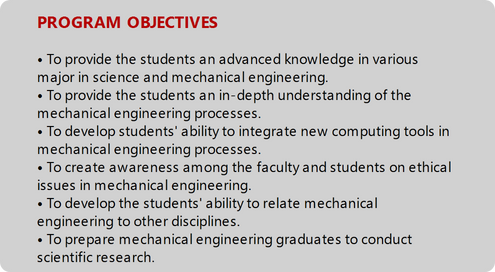 PROGRAM OBJECTIVES
• To provide the students an advanced knowledge in various
major in science and mechanical engineering.
• To provide the students an in-depth understanding of the
mechanical engineering processes.
• To develop students' ability to integrate new computing tools in
mechanical engineering processes.
• To create awareness among the faculty and students on ethical
issues in mechanical engineering.
• To develop the students' ability to relate mechanical
engineering to other disciplines.
• To prepare mechanical engineering graduates to conduct
scientific research.